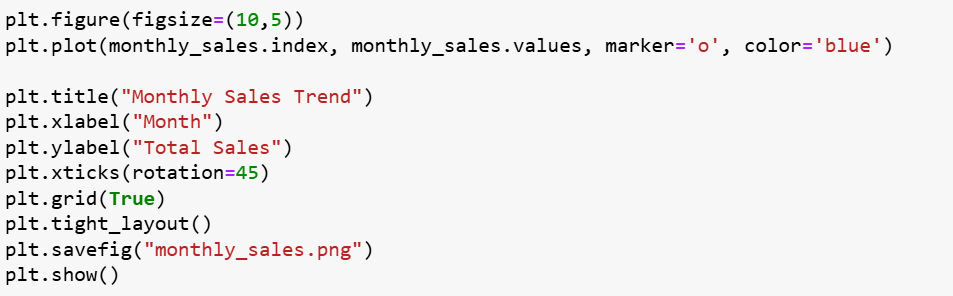 plt.figure(figsize=(10,5))
plt.plot(monthly_sales.index, monthly_sales.values, marker='o', color='blue')
plt.title("Monthly Sales Trend")
plt.xlabel("Month")
plt.ylabel("Total Sales")
plt.xticks(rotation=45)
plt.grid(True)
plt.tight_layout()
plt.savefig("monthly_sales.png")
plt.show()